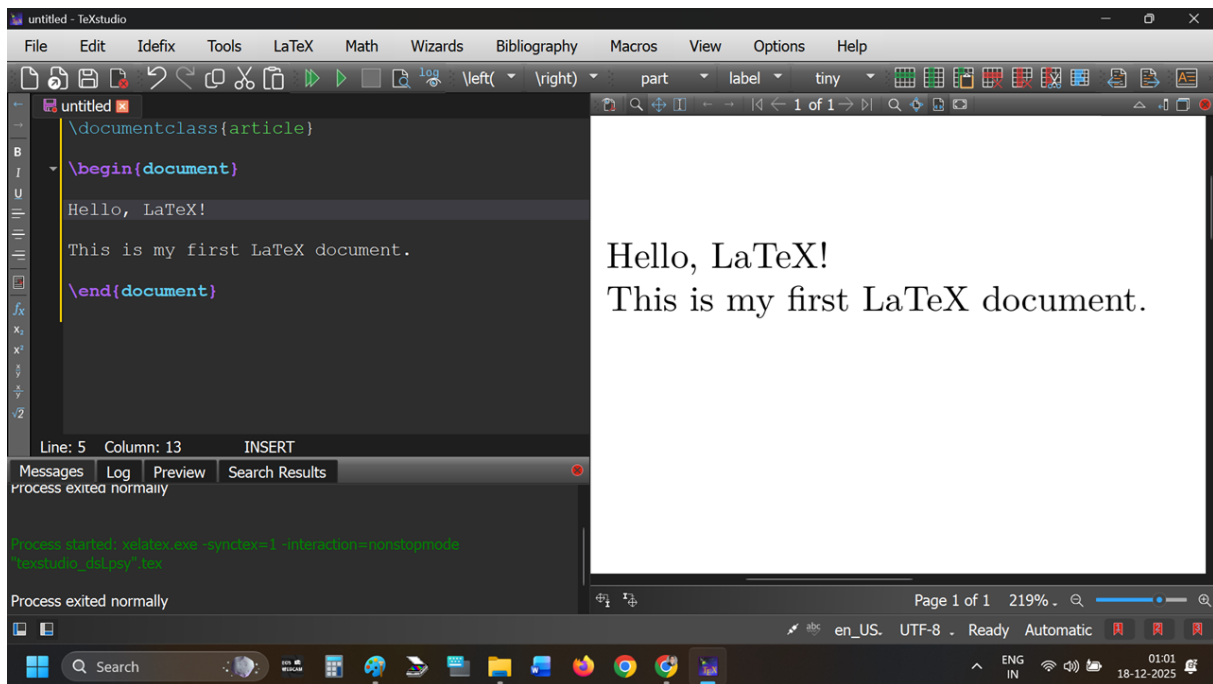 untitled - TeXstudio
File Edit Idefix Tools LaTeX Math Wizards Bibliography Macros View Options Help
log \left( \right) part label tiny
untitled
1 of 1
\documentclass{article}
\begin{document}
Hello, LaTeX!
This is my first LaTeX document.
\end{document}
B
I
U
Line: 5 Column: 13 INSERT
Hello, LaTeX!
This is my first LaTeX document.
Messages Log Preview Search Results
Process exited normally
Process started: xelatex.exe -synctex=1 -interaction=nonstopmode
"texstudio_dsLpsy".tex
Process exited normally
Page 1 of 1 219%
en_US UTF-8 Ready Automatic
Search
ENG
IN
01:01
18-12-2025